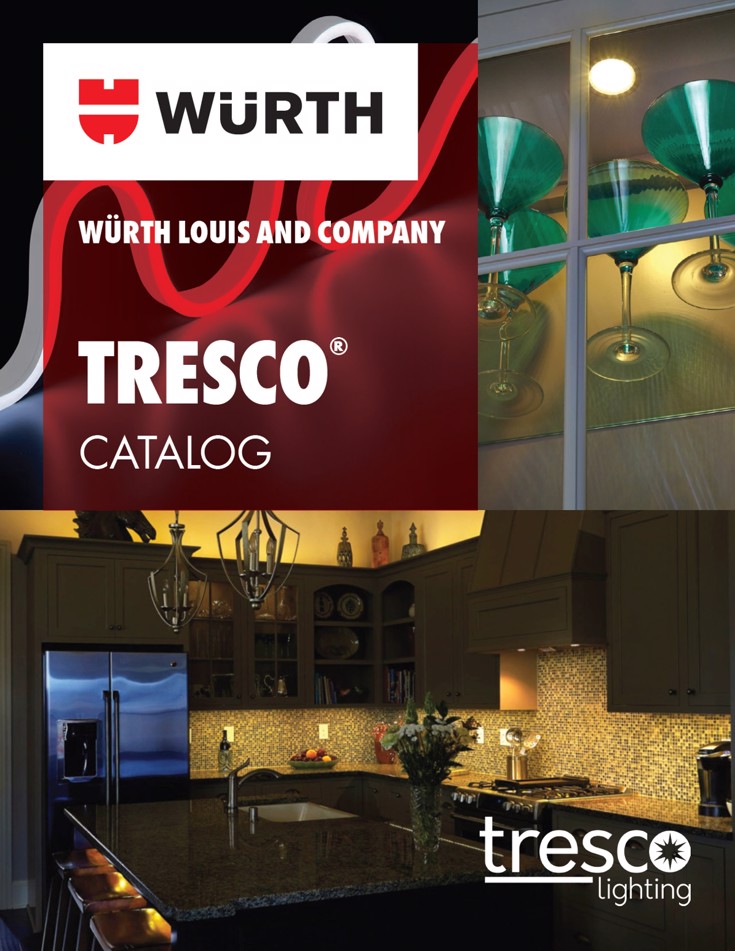 WÜRTH
WÜRTH LOUIS AND COMPANY
TRESCO®
CATALOG
tresco
lighting